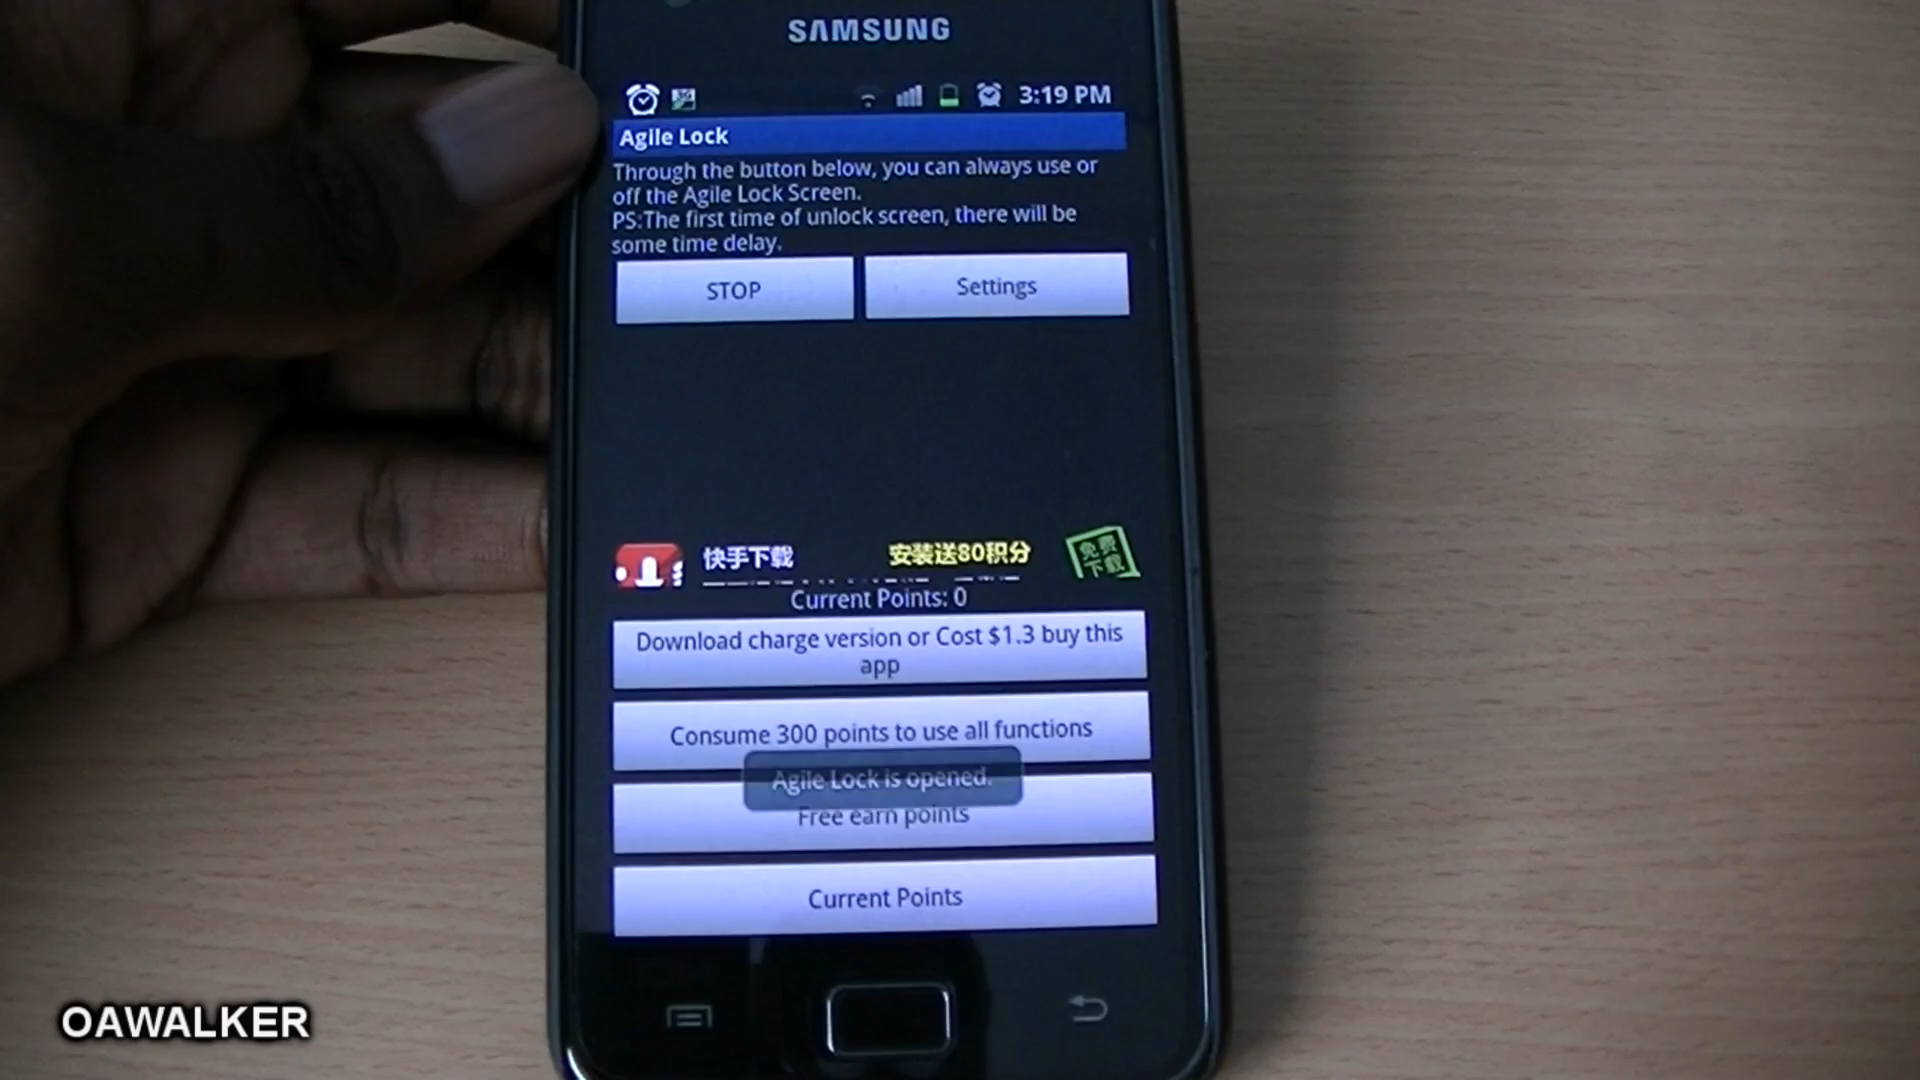 SAMSUNG
3G
3:19 PM
Agile Lock
Through the button below, you can always use or
off the Agile Lock Screen.
PS:The first time of unlock screen, there will be
some time delay.
STOP
Settings
快手下载
安装送80积分
免费
下载
Current Points: 0
Download charge version or Cost $1.3 buy this
app
Consume 300 points to use all functions
Agile Lock is opened.
Free earn points
Current Points
OAWALKER